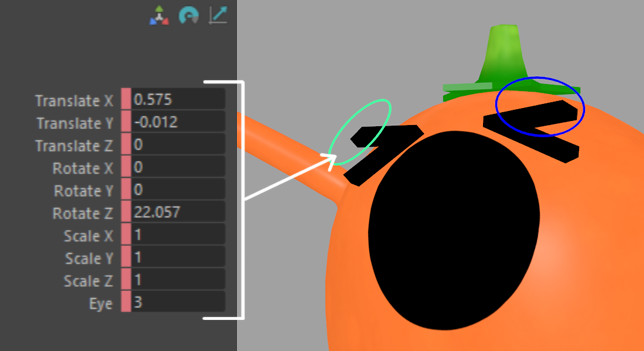 Translate X 0.575
Translate Y -0.012
Translate Z 0
Rotate X 0
Rotate Y 0
Rotate Z 22.057
Scale X 1
Scale Y 1
Scale Z 1
Eye 3